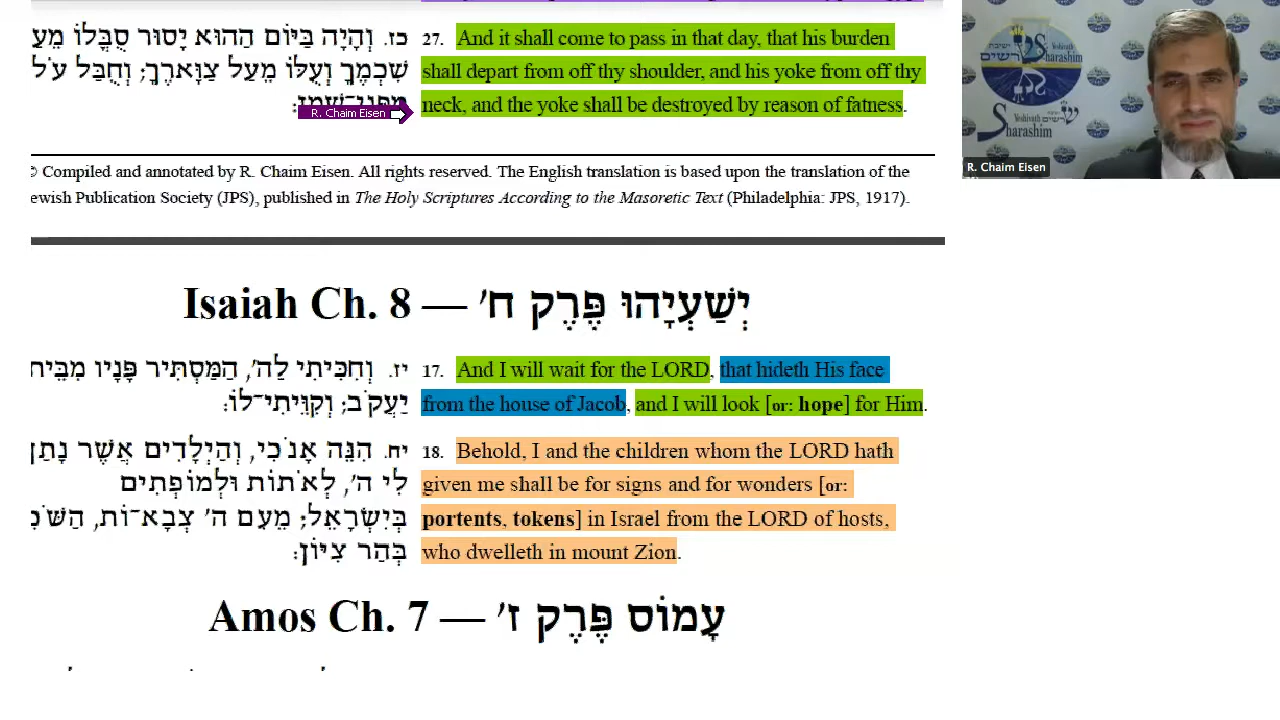 כז. וְהָיָה בַּיּוֹם הַהוּא יָסוּר סֻבֳּלוֹ מֵעַ
שִׁכְמֶךָ וְעֻלּוֹ מֵעַל צַוָּארֶךָ; וְחֻבַּל עֹל
מִפְּנֵי־שָׁמֶן:
27. And it shall come to pass in that day, that his burden
shall depart from off thy shoulder, and his yoke from off thy
neck, and the yoke shall be destroyed by reason of fatness.
R. Chaim Eisen
© Compiled and annotated by R. Chaim Eisen. All rights reserved. The English translation is based upon the translation of the
ewish Publication Society (JPS), published in The Holy Scriptures According to the Masoretic Text (Philadelphia: JPS, 1917).
Isaiah Ch. 8 — יְשַׁעְיָהוּ פֶּרֶק ח׳
יז. וְחִכִּיתִי לַה׳, הַמַּסְתִּיר פָּנָיו מִבֵּית
יַעֲקֹב; וְקִוֵּיתִי־לוֹ:
17. And I will wait for the LORD, that hideth His face
from the house of Jacob, and I will look [or: hope] for Him.
יח. הִנֵּה אָנֹכִי, וְהַיְלָדִים אֲשֶׁר נָתַן
לִי ה׳, לְאֹתוֹת וּלְמוֹפְתִים
בְּיִשְׂרָאֵל; מֵעִם ה׳ צְבָא־וֹת, הַשֹּׁכֵ
בְּהַר צִיּוֹן:
18. Behold, I and the children whom the LORD hath
given me shall be for signs and for wonders [or:
portents, tokens] in Israel from the LORD of hosts,
who dwelleth in mount Zion.
Amos Ch. 7 — עָמוֹס פֶּרֶק ז׳
ישיבת
שרשים
Yeshivath
Sharashim
Yeshivath
Sharashim
R. Chaim Eisen